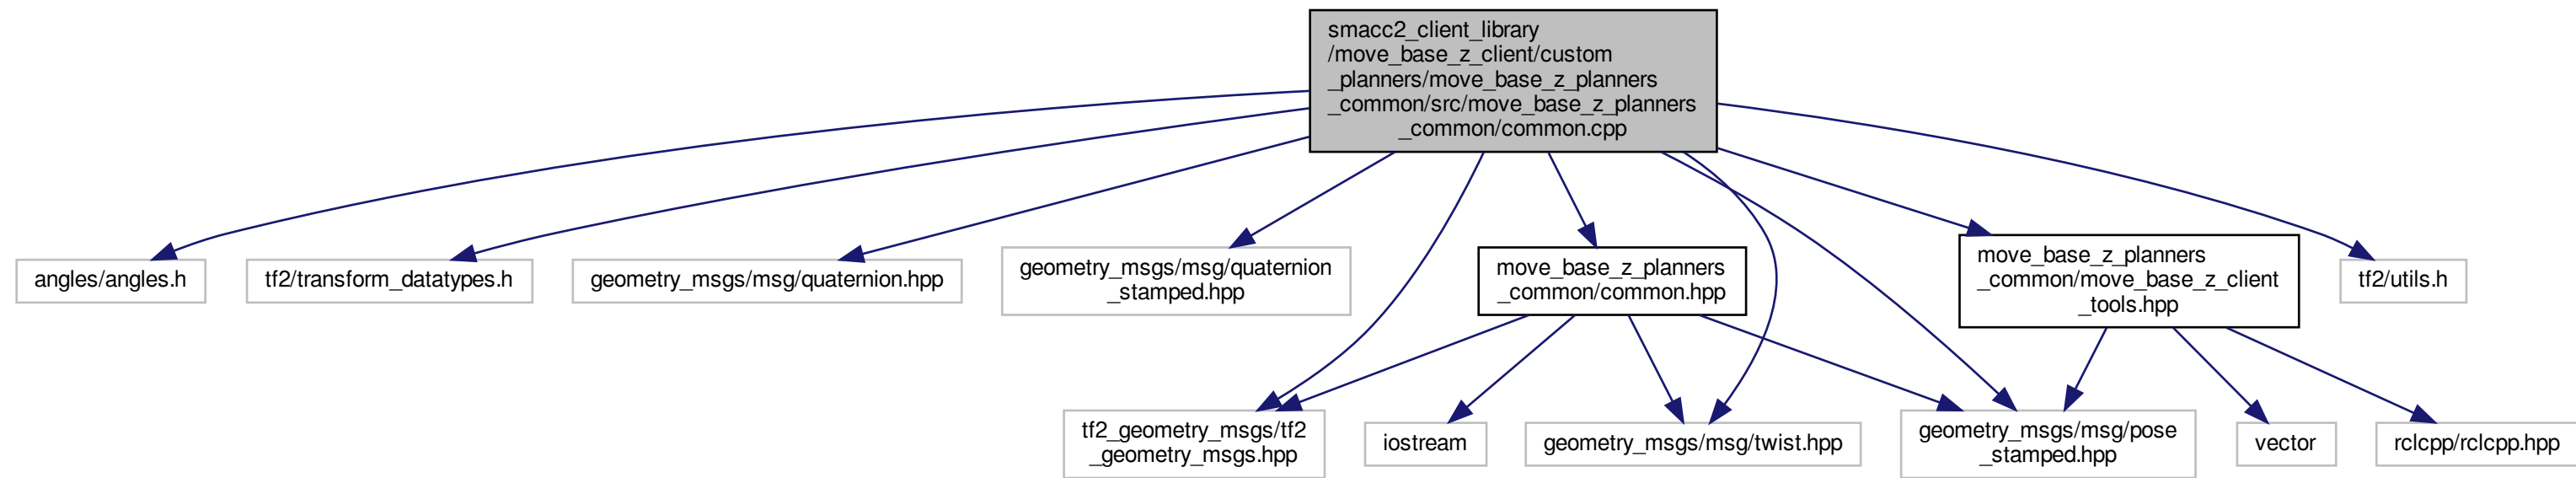 smacc2_client_library
/move_base_z_client/custom
_planners/move_base_z_planners
_common/src/move_base_z_planners
_common/common.cpp
angles/angles.h
tf2/transform_datatypes.h
geometry_msgs/msg/quaternion.hpp
geometry_msgs/msg/quaternion
_stamped.hpp
move_base_z_planners
_common/common.hpp
move_base_z_planners
_common/move_base_z_client
_tools.hpp
tf2/utils.h
tf2_geometry_msgs/tf2
_geometry_msgs.hpp
iostream
geometry_msgs/msg/twist.hpp
geometry_msgs/msg/pose
_stamped.hpp
vector
rclcpp/rclcpp.hpp